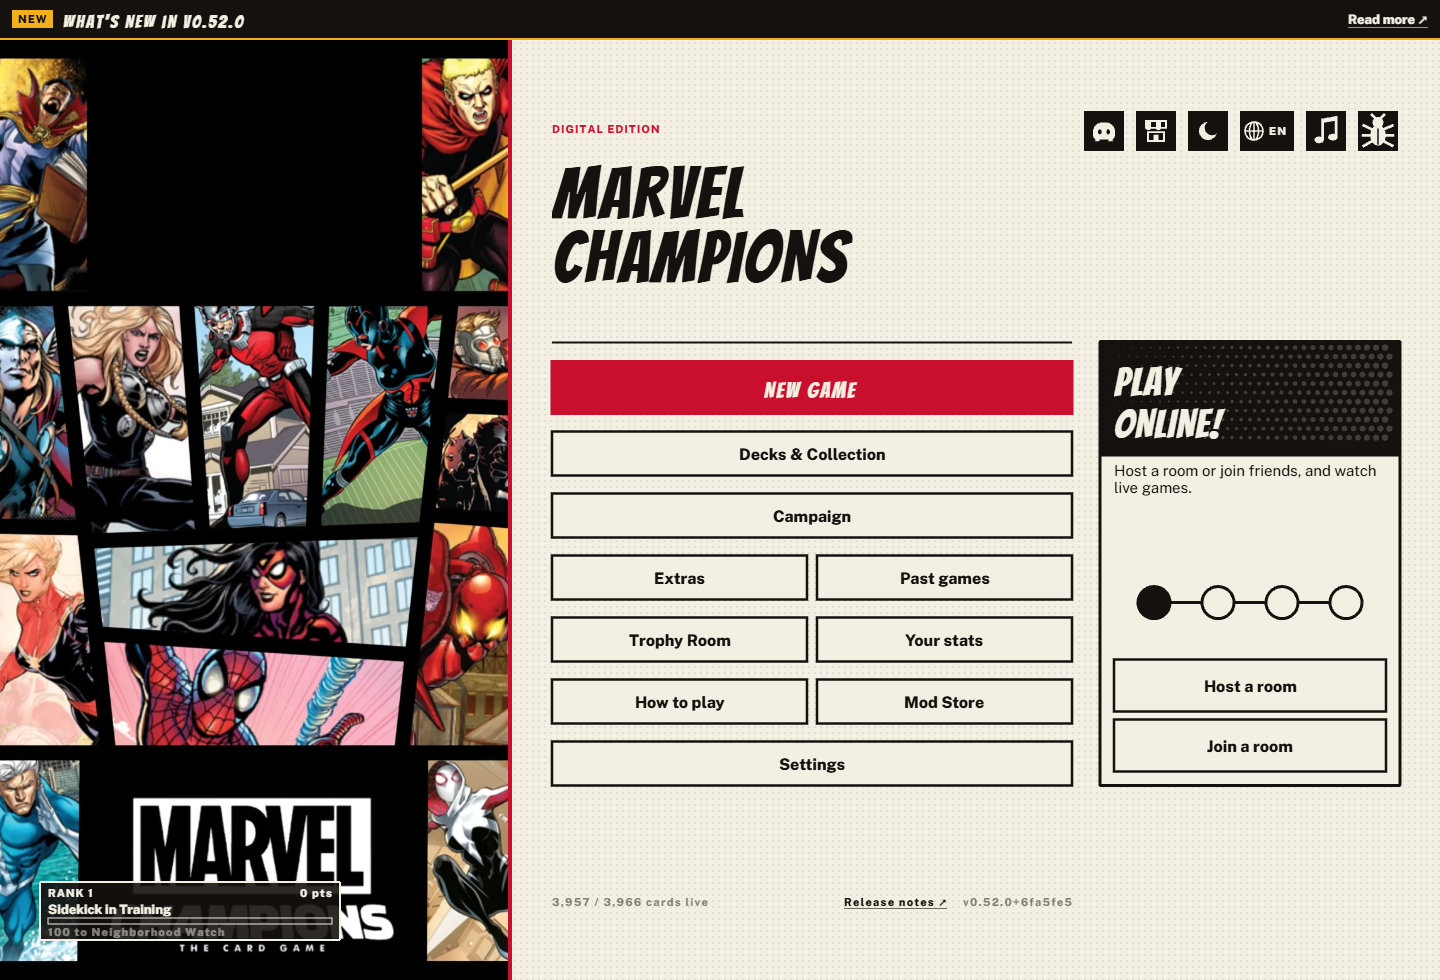 NEW WHAT'S NEW IN V0.52.0 Read more ↗
DIGITAL EDITION
EN
MARVEL
CHAMPIONS
NEW GAME
Decks & Collection
Campaign
Extras
Past games
Trophy Room
Your stats
How to play
Mod Store
Settings
PLAY
ONLINE!
Host a room or join friends, and watch
live games.
Host a room
Join a room
MARVEL
RANK 1 0 pts
Sidekick in Training
100 to Neighborhood Watch
THE CARD GAME
3,957 / 3,966 cards live
Release notes ↗ v0.52.0+6fa5fe5